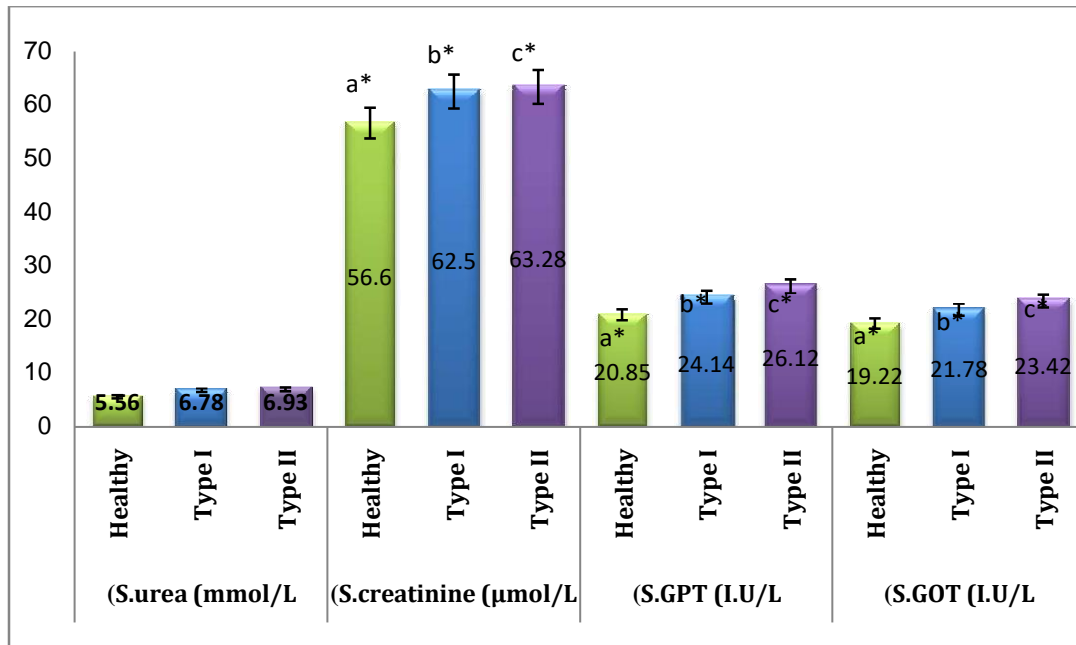 70
60
50
40
30
20
10
0
a*
b*
c*
a*
b*
c*
a*
b*
c*
5.56
6.78
6.93
56.6
62.5
63.28
20.85
24.14
26.12
19.22
21.78
23.42
Healthy
Type I
Type II
Healthy
Type I
Type II
Healthy
Type I
Type II
Healthy
Type I
Type II
(S.urea (mmol/L
(S.creatinine (µmol/L
(S.GPT (I.U/L
(S.GOT (I.U/L